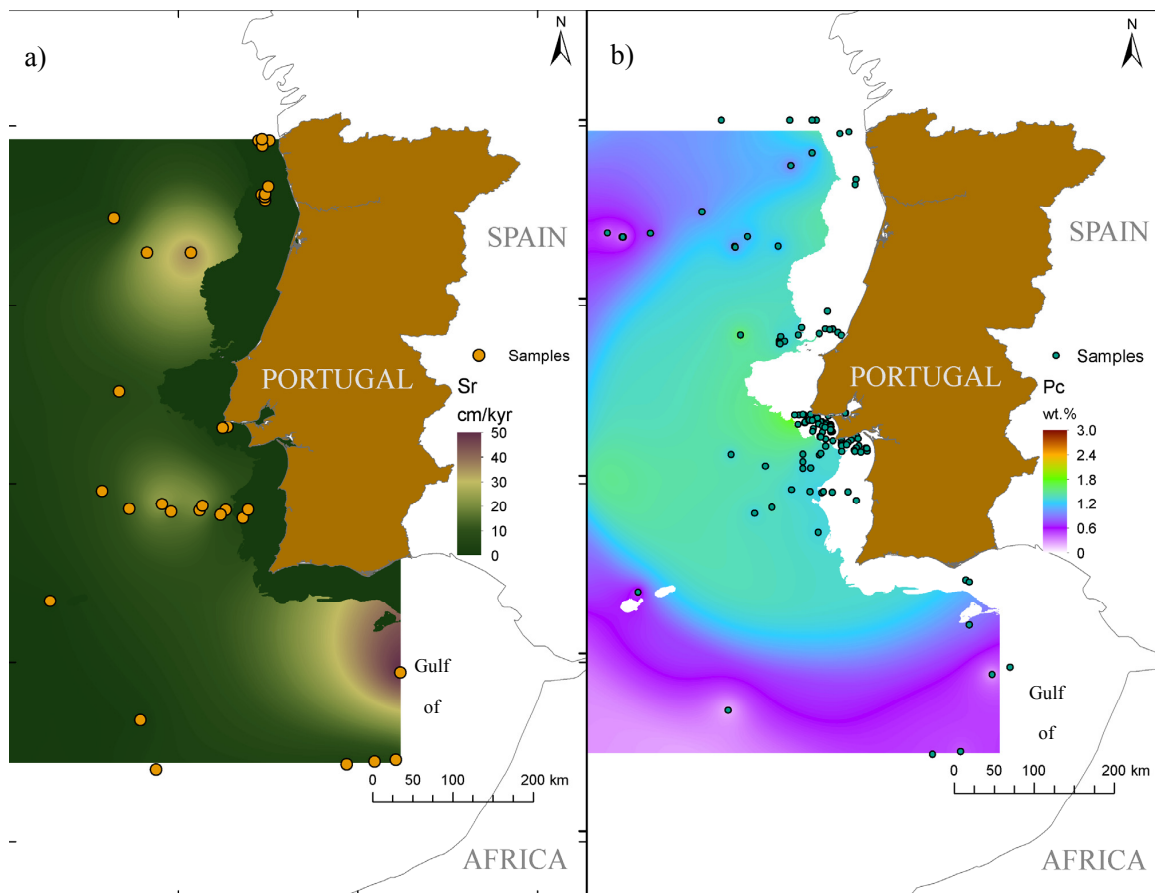 a)
N
SPAIN
Samples
PORTUGAL
Sr
cm/kyr
50
40
30
20
10
0
Gulf
of
0 50 100 200 km
AFRICA
b)
N
SPAIN
Samples
PORTUGAL
Pc
wt.%
3.0
2.4
1.8
1.2
0.6
0
Gulf
of
0 50 100 200 km
AFRICA